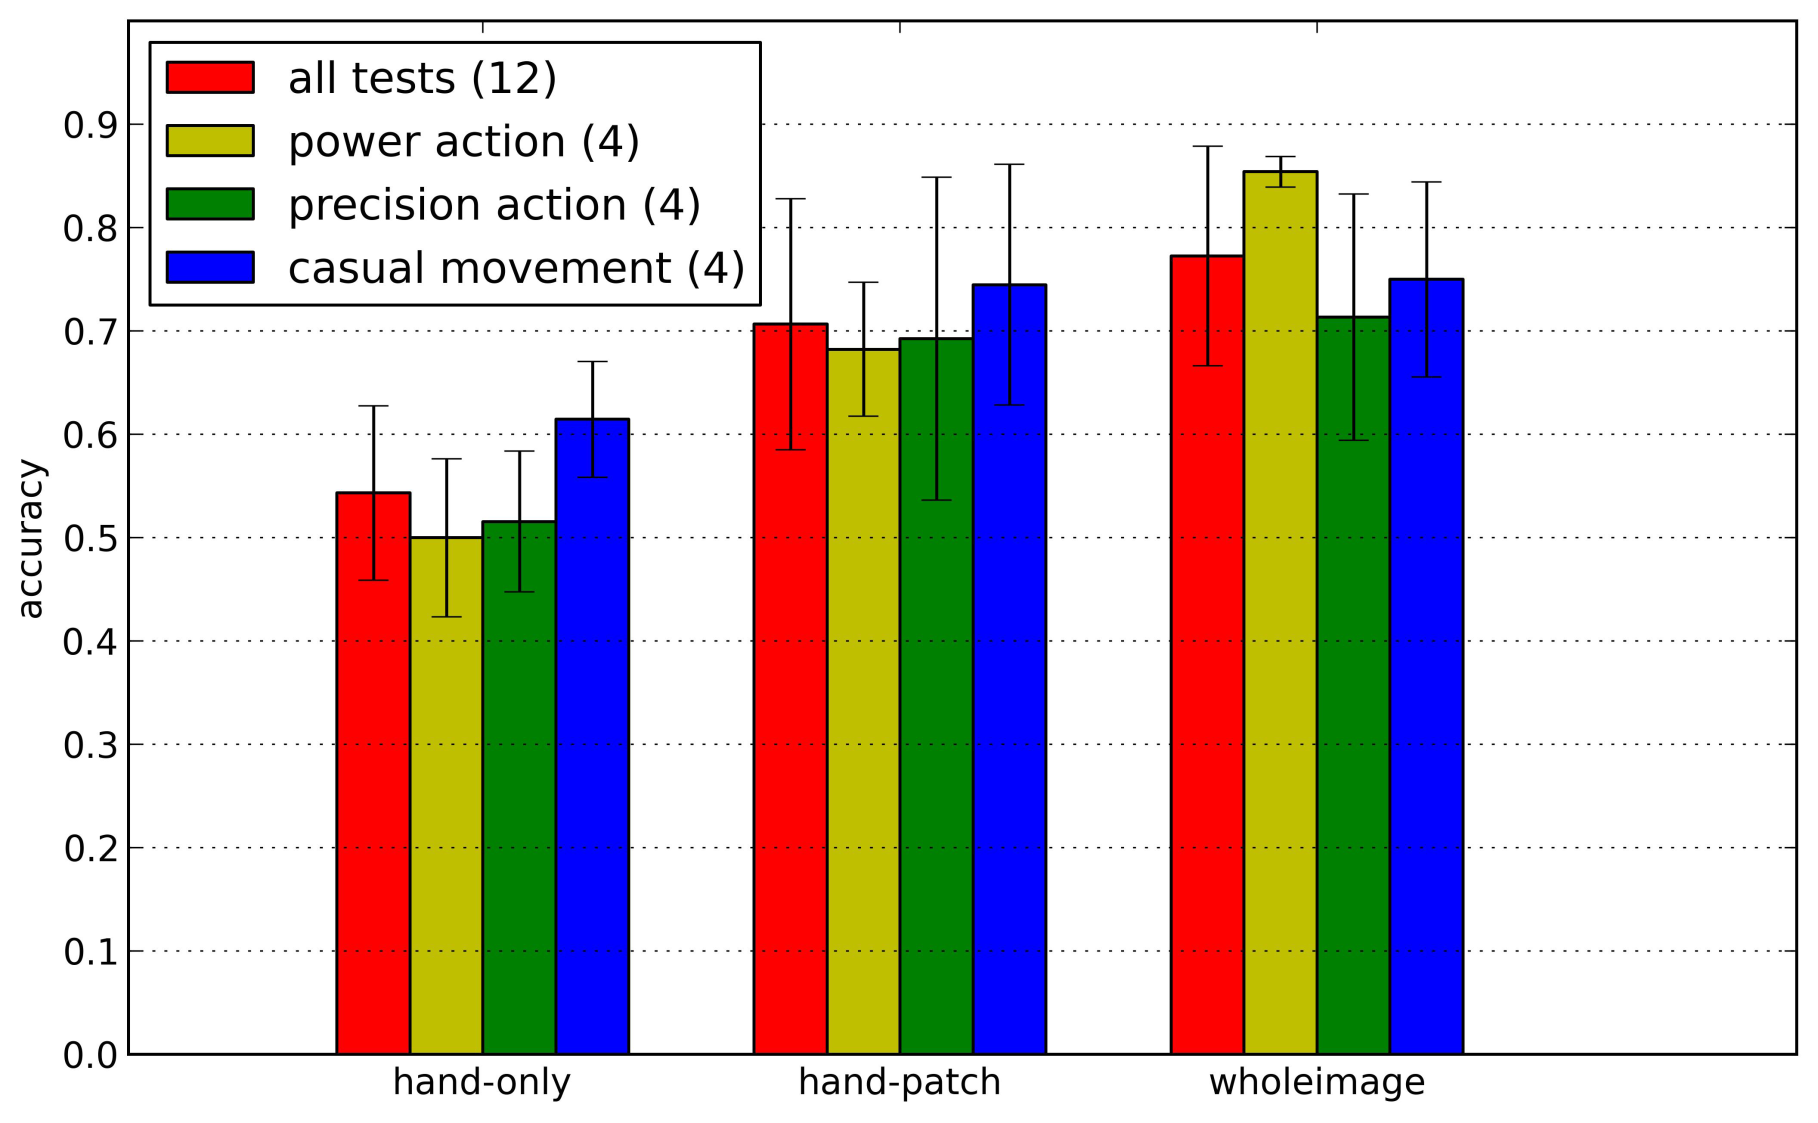 all tests (12)
power action (4)
precision action (4)
casual movement (4)
accuracy
0.9
0.8
0.7
0.6
0.5
0.4
0.3
0.2
0.1
0.0
hand-only
hand-patch
wholeimage